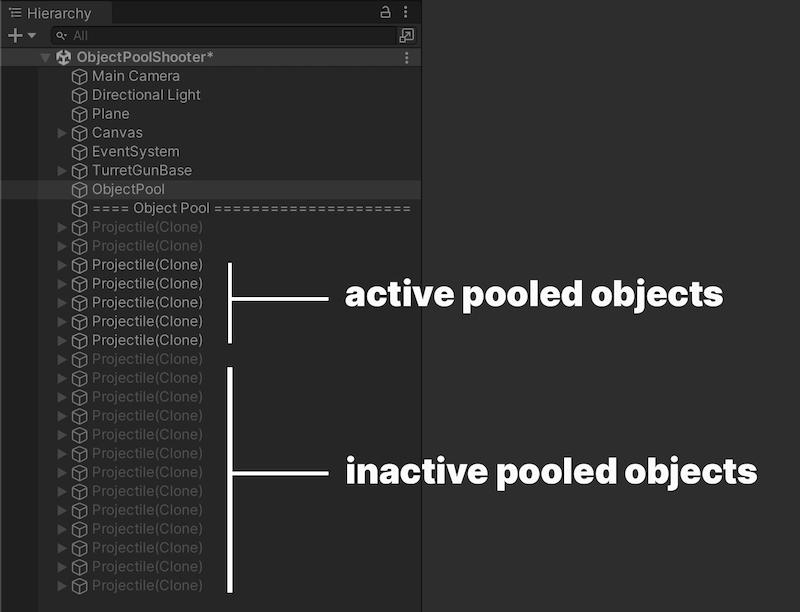 Hierarchy
All
ObjectPoolShooter*
Main Camera
Directional Light
Plane
Canvas
EventSystem
TurretGunBase
ObjectPool
==== Object Pool =====================
Projectile(Clone)
Projectile(Clone)
Projectile(Clone)
Projectile(Clone)
active pooled objects
Projectile(Clone)
Projectile(Clone)
Projectile(Clone)
Projectile(Clone)
Projectile(Clone)
Projectile(Clone)
Projectile(Clone)
Projectile(Clone)
Projectile(Clone)
Projectile(Clone)
inactive pooled objects
Projectile(Clone)
Projectile(Clone)
Projectile(Clone)
Projectile(Clone)
Projectile(Clone)
Projectile(Clone)